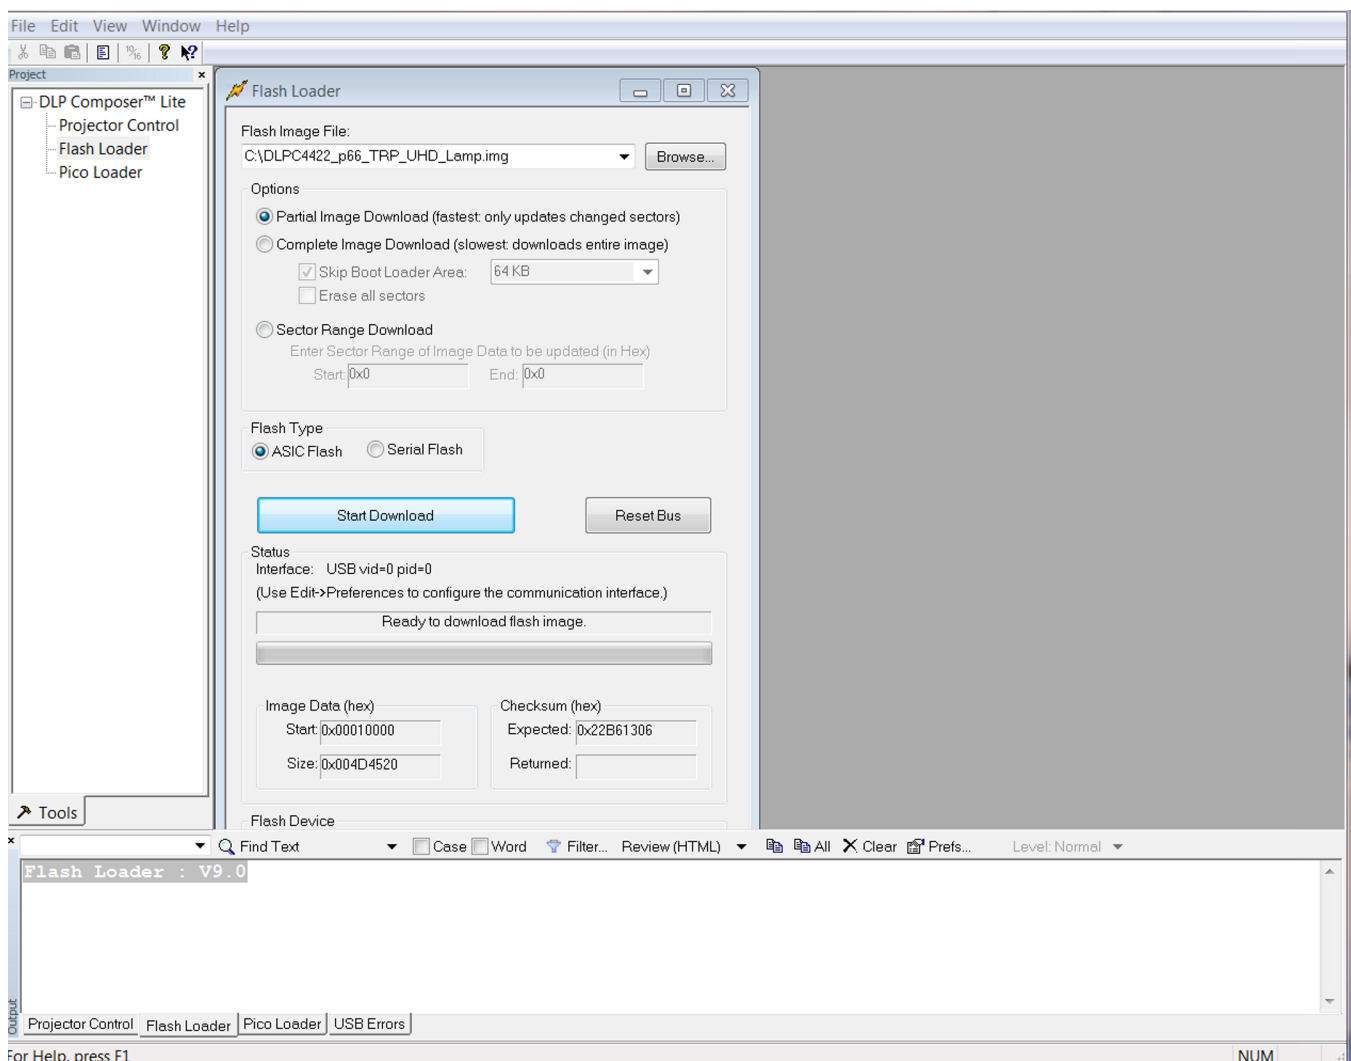 File Edit View Window Help
Project
DLP Composer™ Lite
Projector Control
Flash Loader
Pico Loader
Tools
Flash Loader
Flash Image File:
C:\DLPC4422_p66_TRP_UHD_Lamp.img
Browse...
Options
Partial Image Download (fastest: only updates changed sectors)
Complete Image Download (slowest: downloads entire image)
Skip Boot Loader Area: 64 KB
Erase all sectors
Sector Range Download
Enter Sector Range of Image Data to be updated (in Hex)
Start: 0x0 End: 0x0
Flash Type
ASIC Flash Serial Flash
Start Download Reset Bus
Status
Interface: USB vid=0 pid=0
(Use Edit->Preferences to configure the communication interface.)
Ready to download flash image.
Image Data (hex) Checksum (hex)
Start: 0x00010000 Expected: 0x22B61306
Size: 0x004D4520 Returned:
Flash Device
Find Text Case Word Filter... Review (HTML) All Clear Prefs... Level: Normal
Flash Loader : V9.0
Output
Projector Control Flash Loader Pico Loader USB Errors
For Help, press F1 NUM